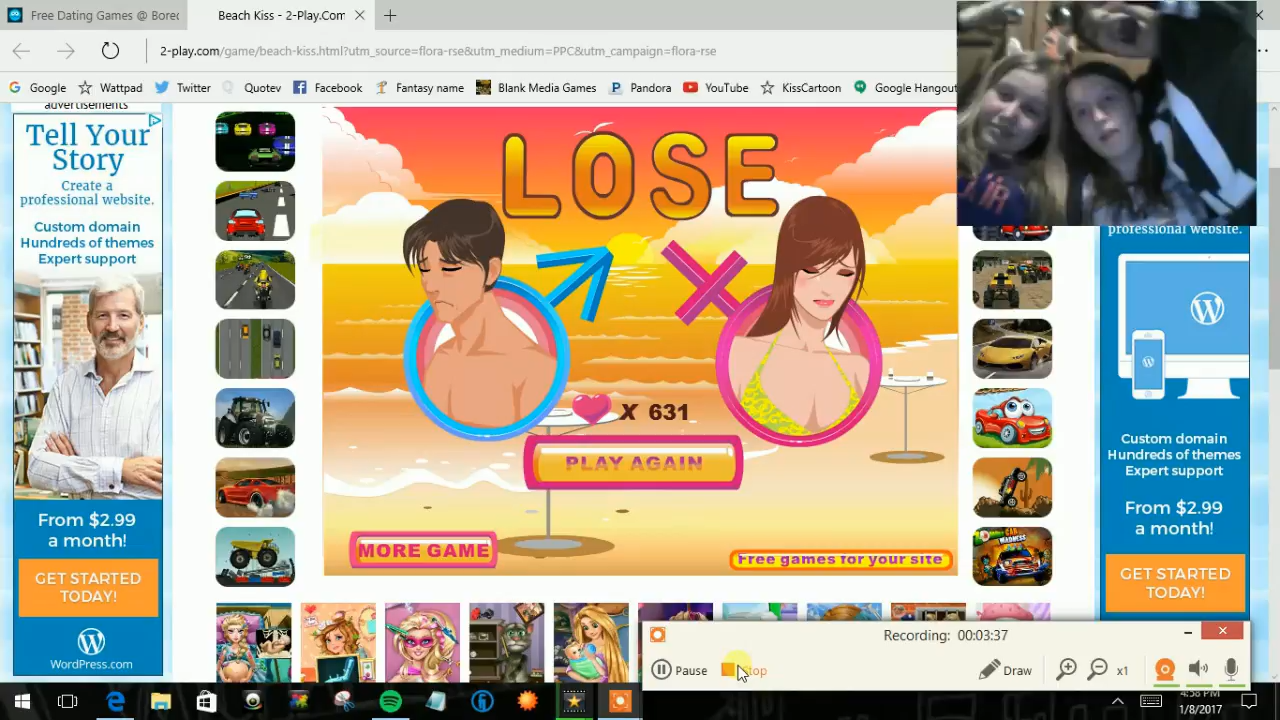 Free Dating Games @ Bored
Beach Kiss - 2-Play.Com
2-play.com/game/beach-kiss.html?utm_source=flora-rse&utm_medium=PPC&utm_campaign=flora-rse
Google
Wattpad
Twitter
Quotev
Facebook
Fantasy name
Blank Media Games
Pandora
YouTube
KissCartoon
Google Hangout
advertisements
Tell Your
Story
Create a
professional website.
Custom domain
Hundreds of themes
Expert support
From $2.99
a month!
GET STARTED
TODAY!
WordPress.com
LOSE
X 631
PLAY AGAIN
MORE GAME
Free games for your site
professional website.
Custom domain
Hundreds of themes
Expert support
From $2.99
a month!
GET STARTED
TODAY!
Recording: 00:03:37
Pause
Stop
Draw
x1
4:58 PM
1/8/2017